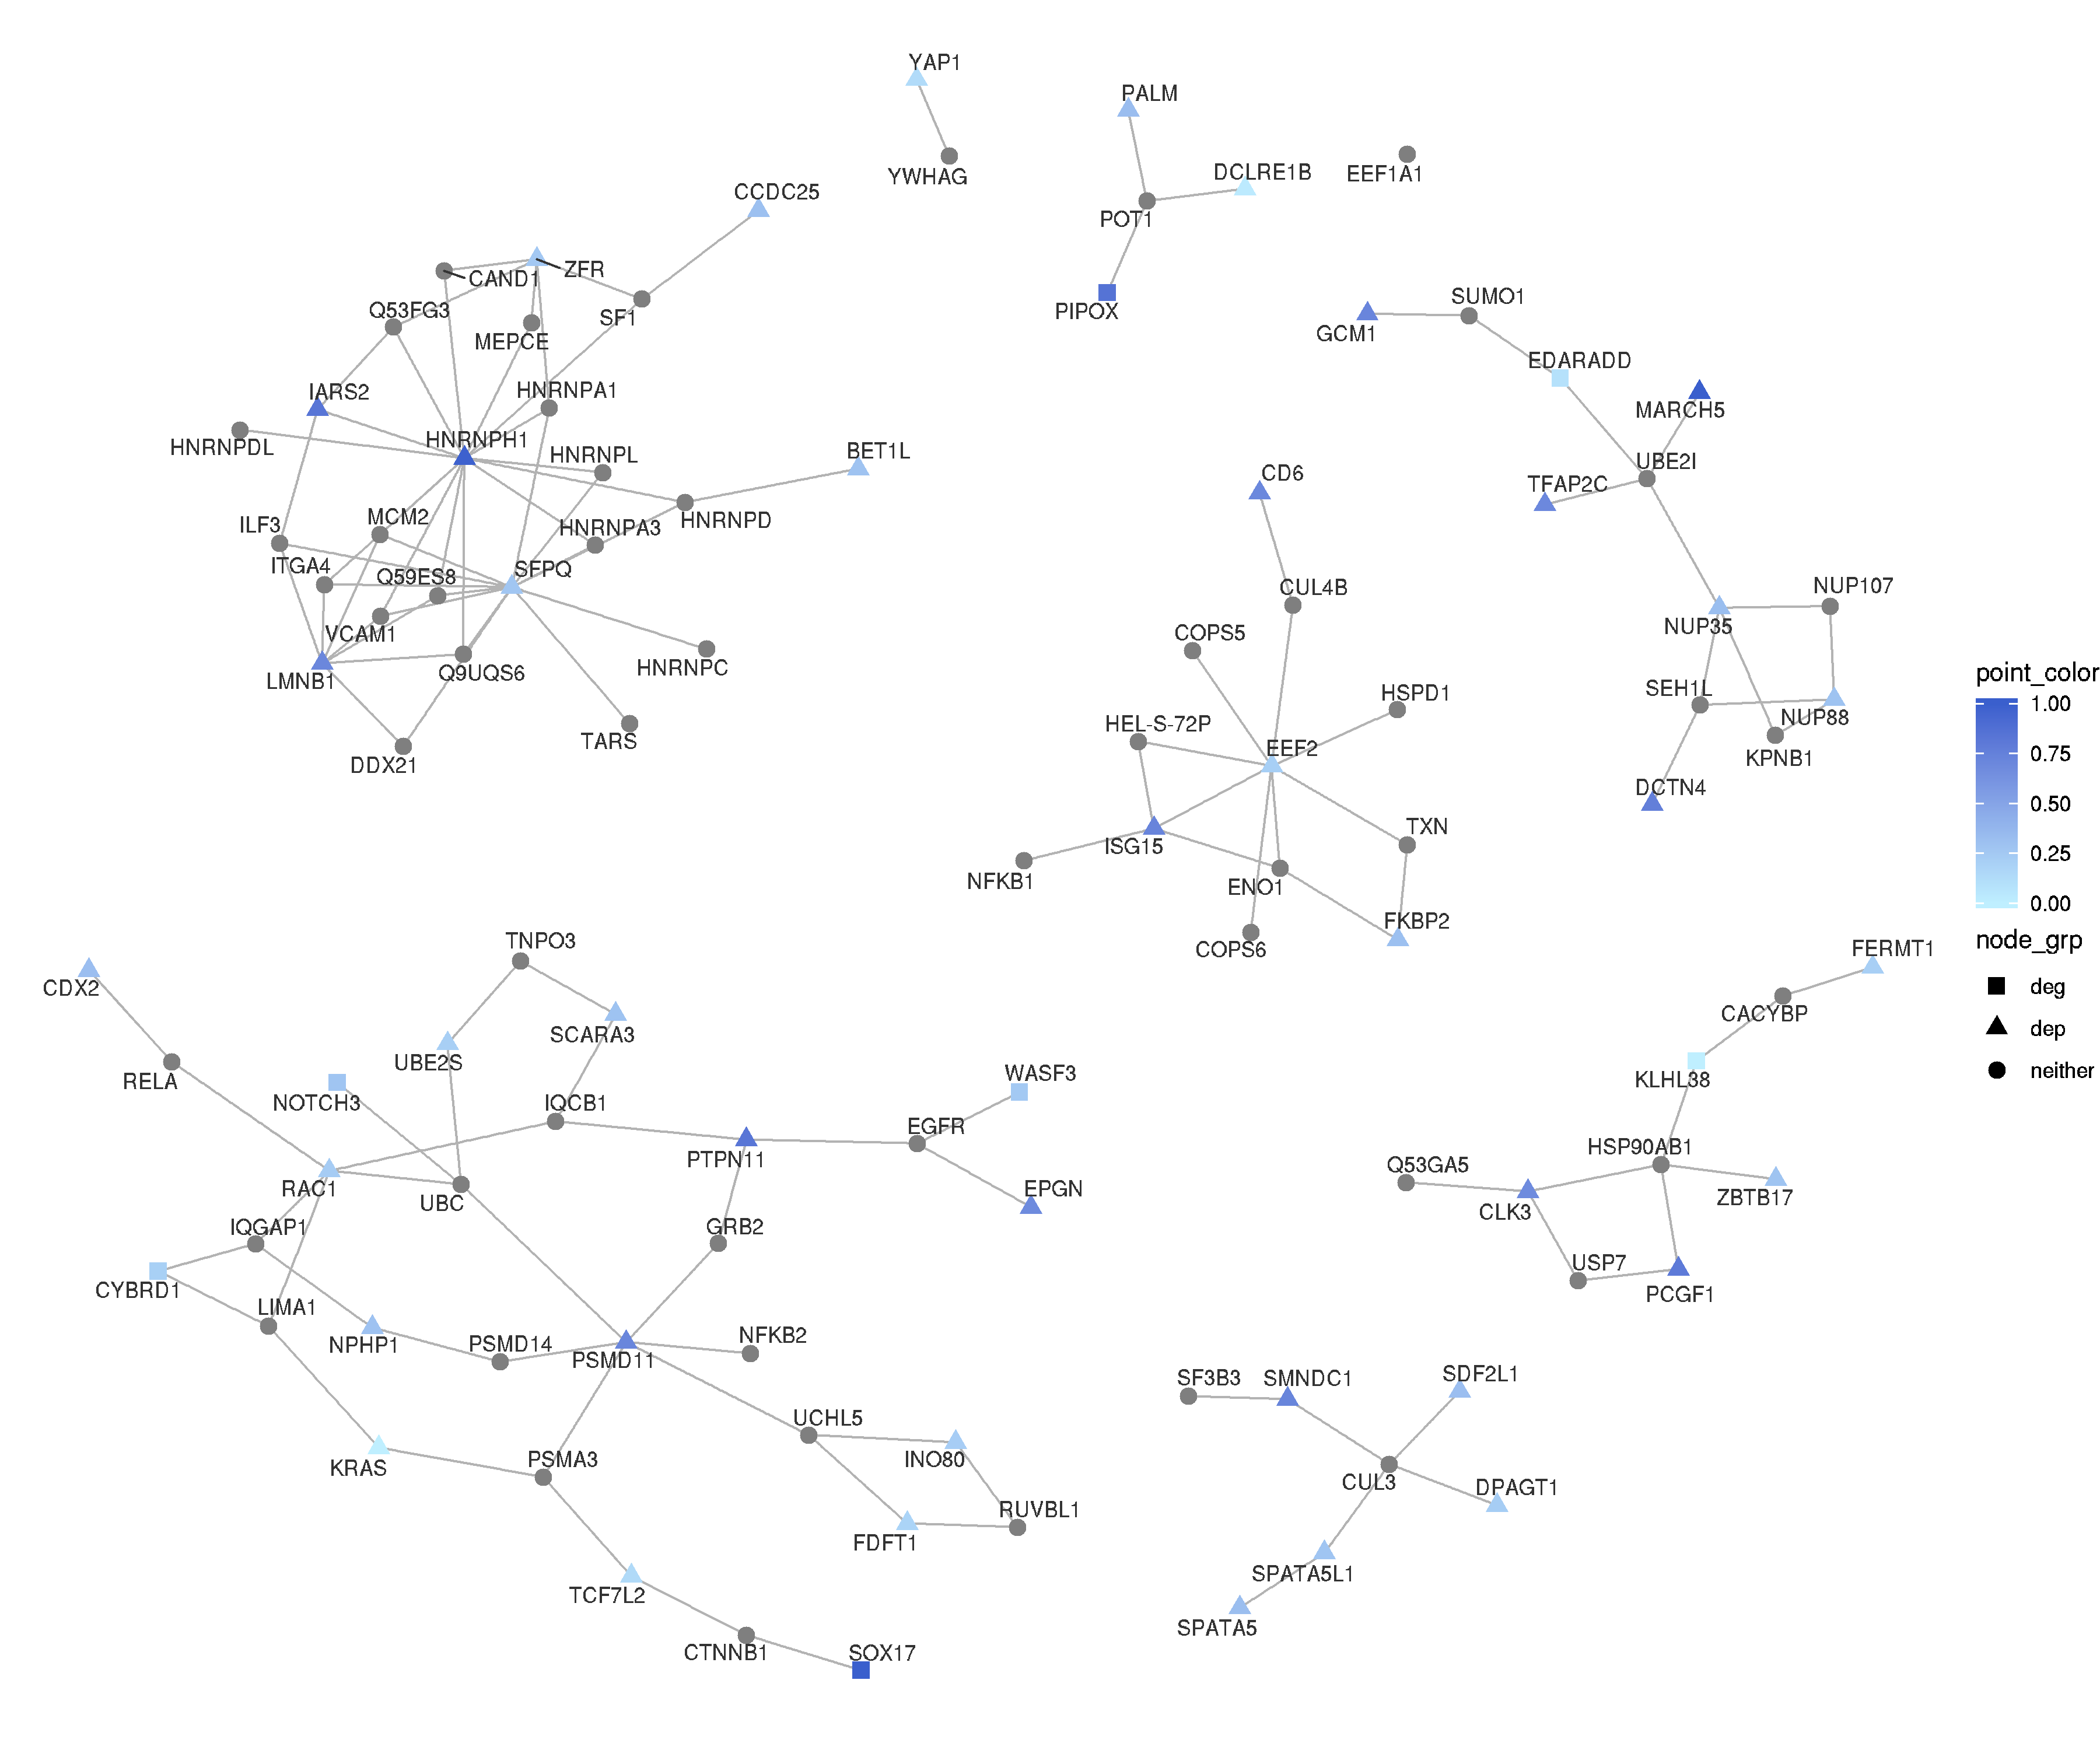 YAP1
YWHAG
PALM
DCLRE1B
POT1
PIPOX
EEF1A1
CCDC25
ZFR
CAND1
Q53FG3
SF1
MEPCE
IARS2
HNRNPA1
HNRNPDL
HNRNPH1
HNRNPL
BET1L
HNRNPD
MCM2
HNRNPA3
ILF3
ITGA4
Q59ES8
SFPQ
VCAM1
LMNB1
Q9UQS6
HNRNPC
TARS
DDX21
SUMO1
GCM1
EDARADD
MARCH5
UBE2I
TFAP2C
NUP107
NUP35
SEH1L
NUP88
KPNB1
DCTN4
CD6
CUL4B
COPS5
HSPD1
HEL-S-72P
EEF2
TXN
ISG15
NFKB1
ENO1
FKBP2
COPS6
point_color
1.00
0.75
0.50
0.25
0.00
node_grp
deg
dep
neither
TNPO3
CDX2
SCARA3
UBE2S
RELA
NOTCH3
IQCB1
WASF3
EGFR
PTPN11
RAC1
UBC
EPGN
IQGAP1
GRB2
CYBRD1
LIMA1
NPHP1
PSMD14
PSMD11
NFKB2
UCHL5
INO80
KRAS
PSMA3
RUVBL1
FDFT1
TCF7L2
CTNNB1
SOX17
FERMT1
CACYBP
KLHL38
HSP90AB1
Q53GA5
ZBTB17
CLK3
USP7
PCGF1
SF3B3
SMNDC1
SDF2L1
CUL3
DPAGT1
SPATA5L1
SPATA5